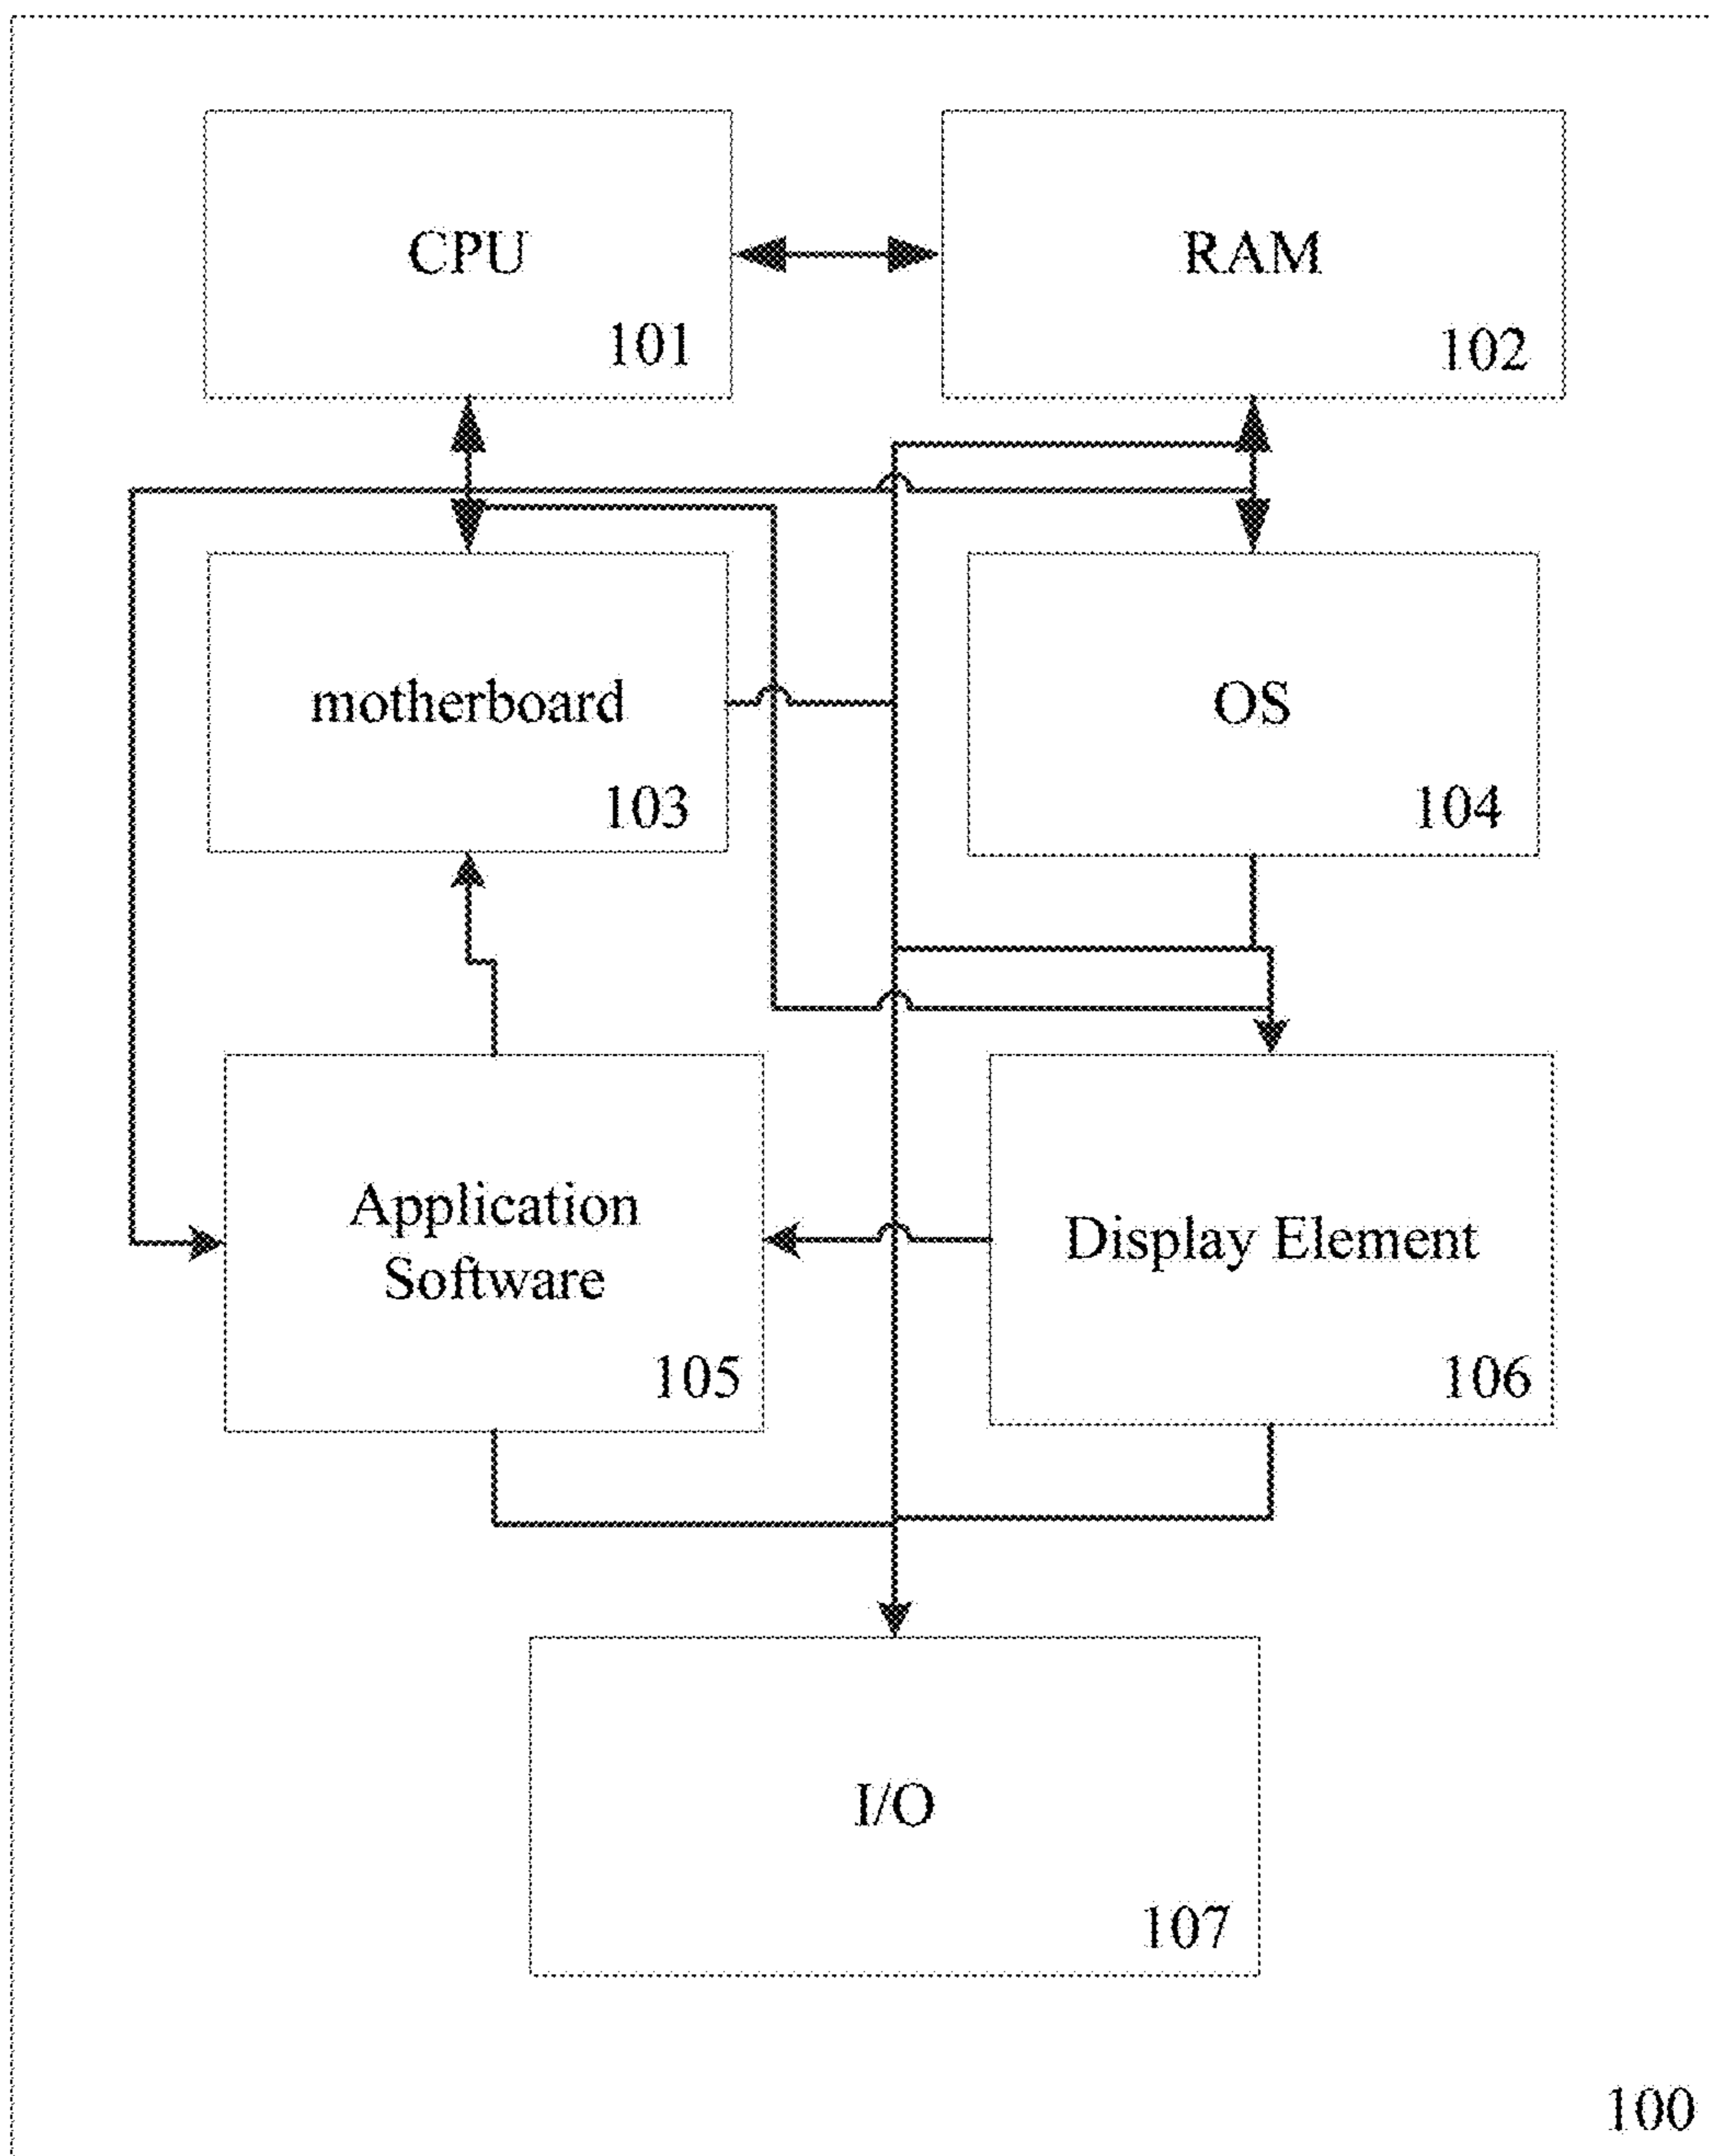 CPU
101
RAM
102
motherboard
103
OS
104
Application
Software
105
Display Element
106
I/O
107
100